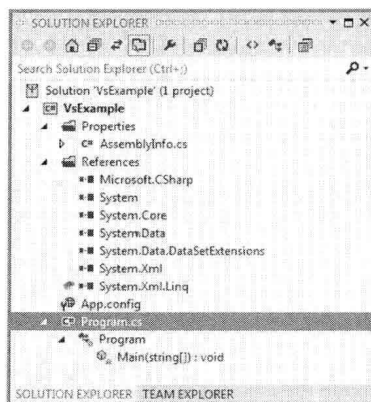 SOLUTION EXPLORER
Search Solution Explorer (Ctrl+;)
Solution 'VsExample' (1 project)
C# VsExample
Properties
C# AssemblyInfo.cs
References
Microsoft.CSharp
System
System.Core
System.Data
System.Data.DataSetExtensions
System.Xml
System.Xml.Linq
App.config
C# Program.cs
Program
Main(string[]) : void
SOLUTION EXPLORER TEAM EXPLORER